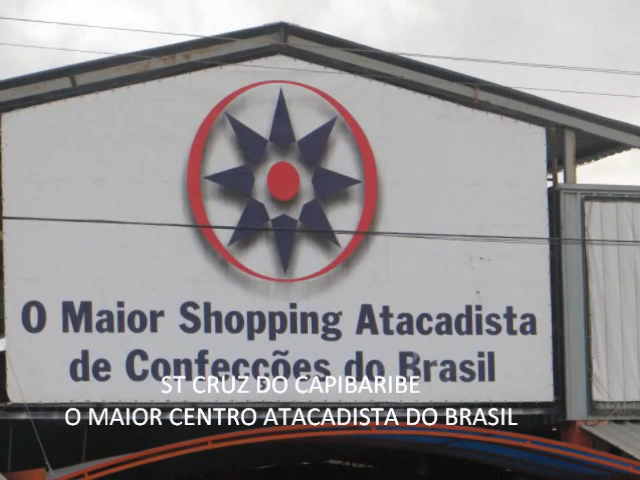 O Maior Shopping Atacadista
de Confecções do Brasil
ST CRUZ DO CAPIBARIBE
O MAIOR CENTRO ATACADISTA DO BRASIL